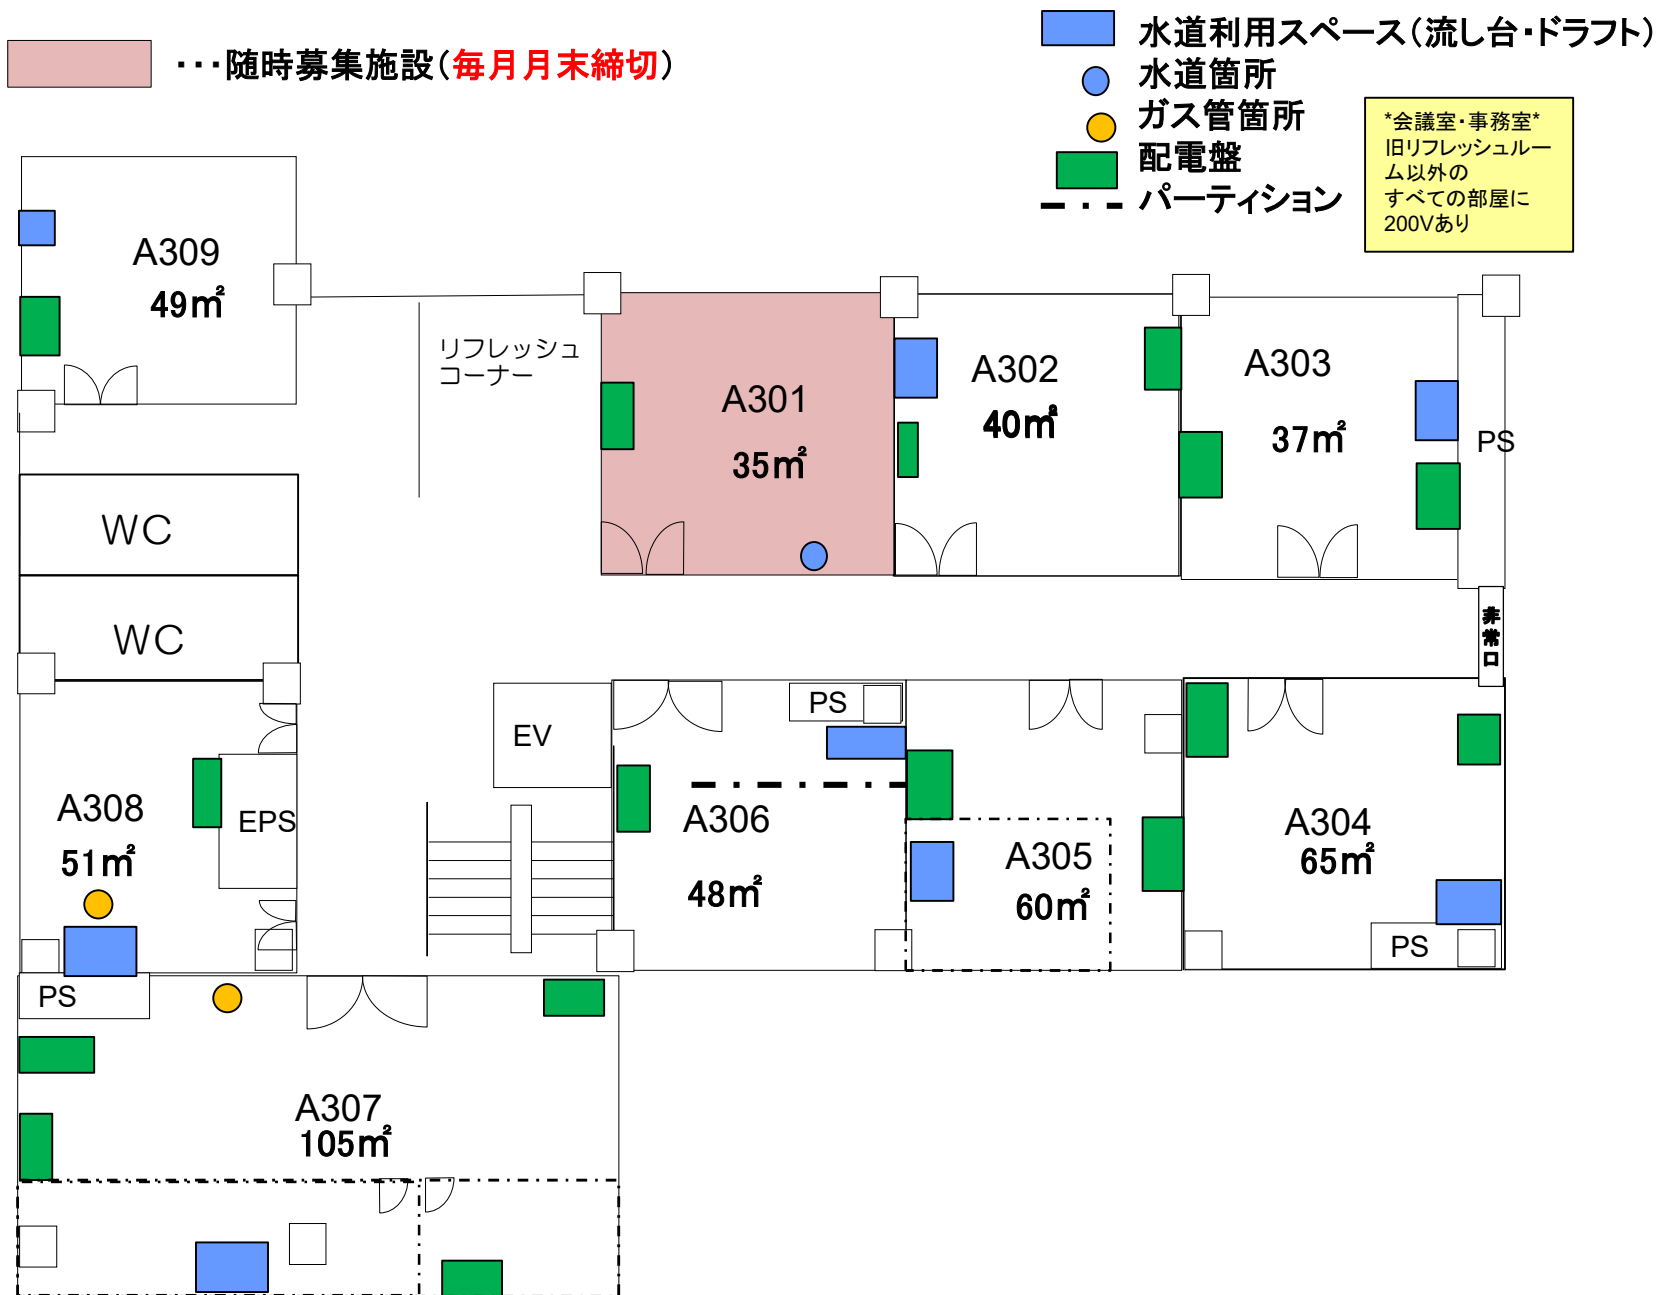 ･･･随時募集施設(毎月月末締切)
水道利用スペース(流し台・ドラフト)
水道箇所
ガス管箇所
配電盤
パーティション
*会議室・事務室*
旧リフレッシュルー
ム以外の
すべての部屋に
200Vあり
A309
49㎡
リフレッシュ
コーナー
A301
35㎡
A302
40㎡
A303
37㎡
PS
WC
WC
非常口
EV
PS
A308
51㎡
EPS
A306
48㎡
A305
60㎡
A304
65㎡
PS
PS
A307
105㎡